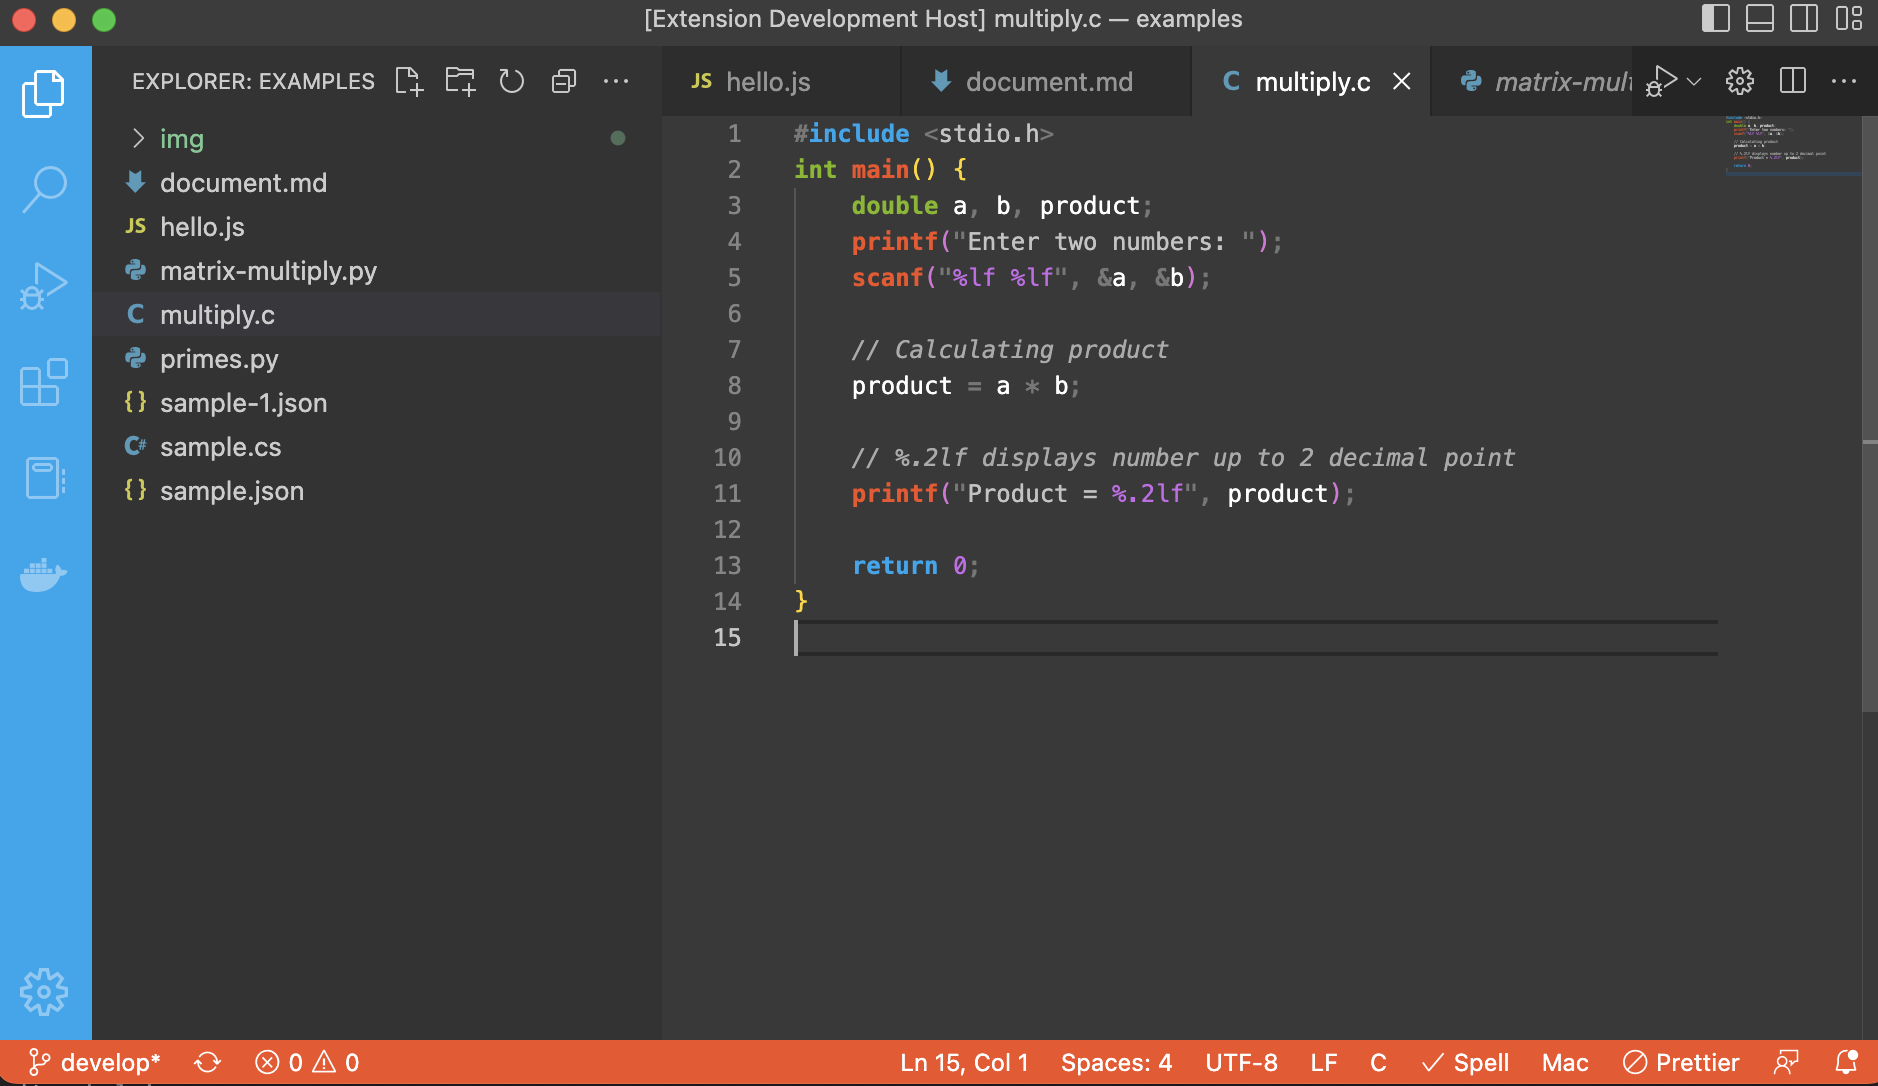 [Extension Development Host] multiply.c — examples
EXPLORER: EXAMPLES
img
document.md
JS hello.js
matrix-multiply.py
C multiply.c
primes.py
{} sample-1.json
C# sample.cs
{} sample.json
JS hello.js
document.md
C multiply.c
1 #include <stdio.h>
2 int main() {
3     double a, b, product;
4     printf("Enter two numbers: ");
5     scanf("%lf %lf", &a, &b);
6
7     // Calculating product
8     product = a * b;
9
10     // %.2lf displays number up to 2 decimal point
11     printf("Product = %.2lf", product);
12
13     return 0;
14 }
15
develop* 0 0 Ln 15, Col 1 Spaces: 4 UTF-8 LF C Spell Mac Prettier